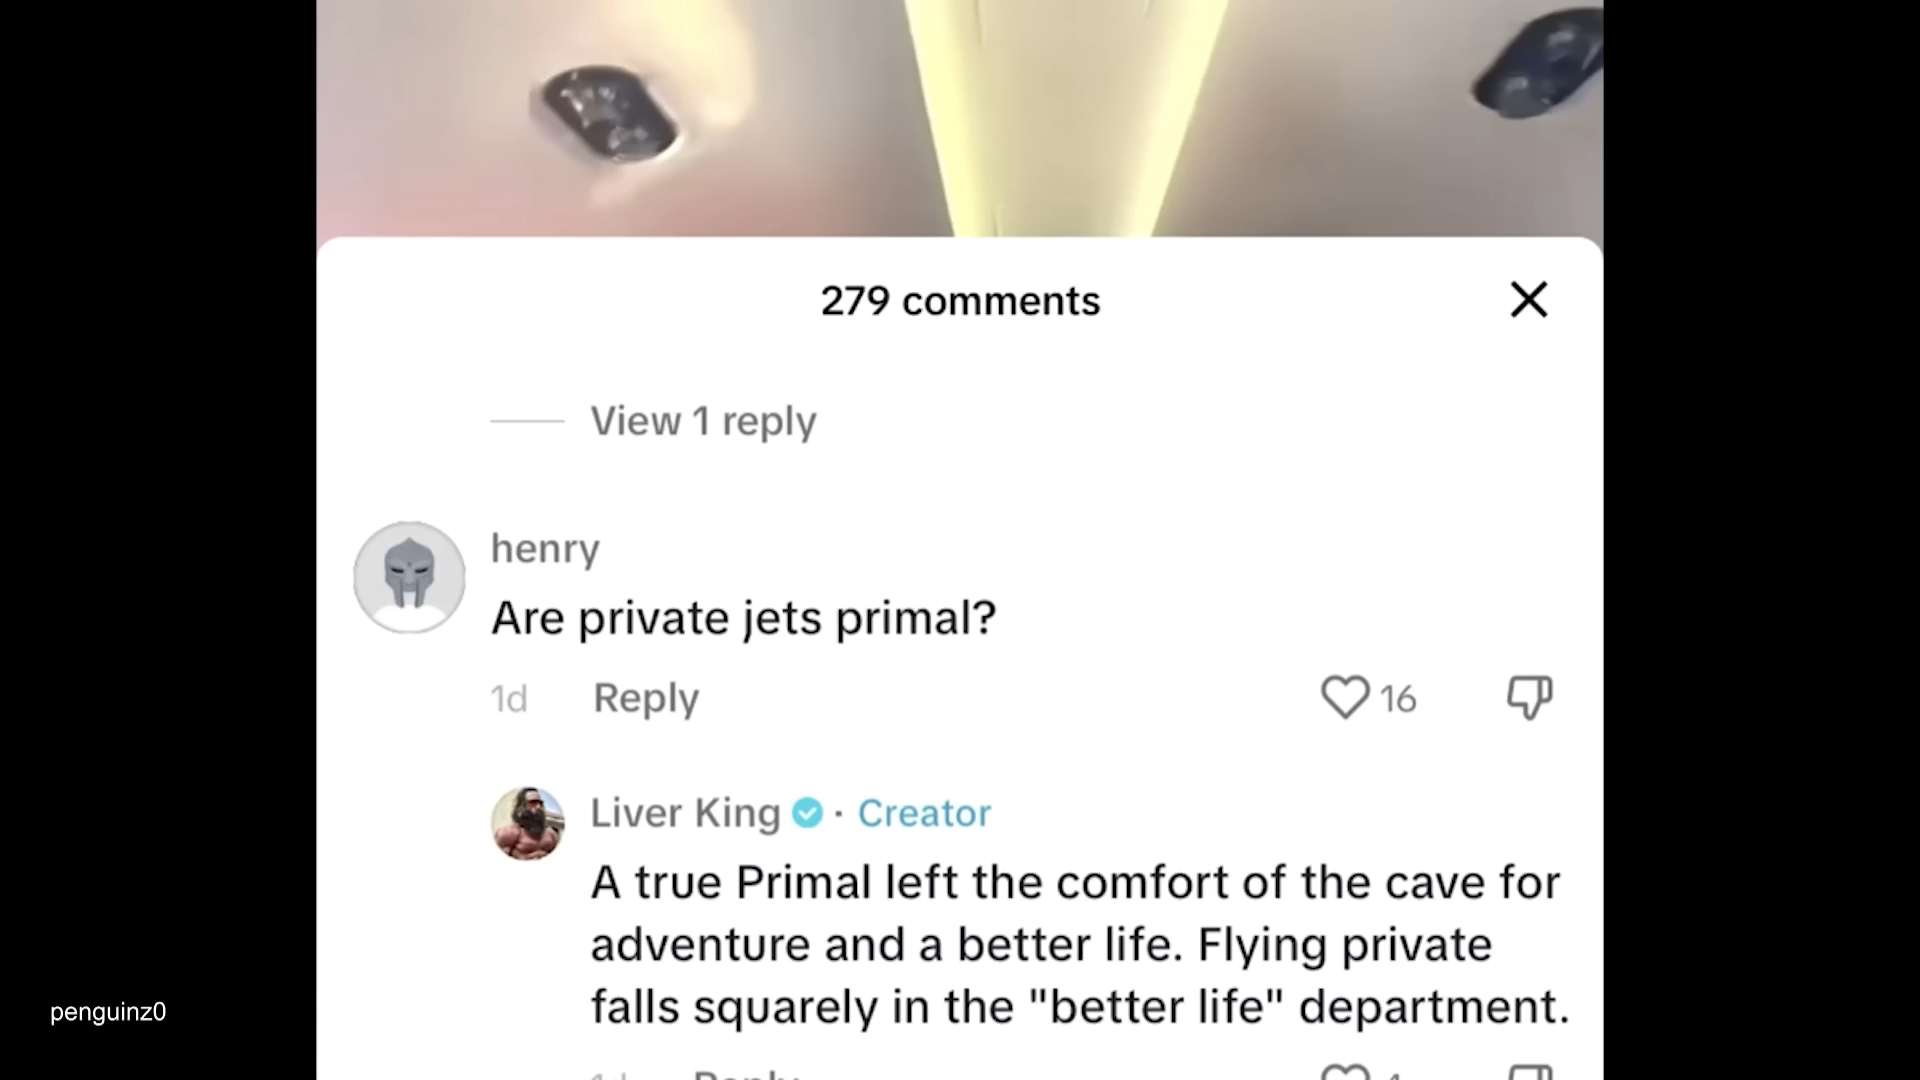 279 comments
View 1 reply
henry
Are private jets primal?
1d Reply 16
Liver King · Creator
A true Primal left the comfort of the cave for
adventure and a better life. Flying private
falls squarely in the "better life" department.
penguinz0